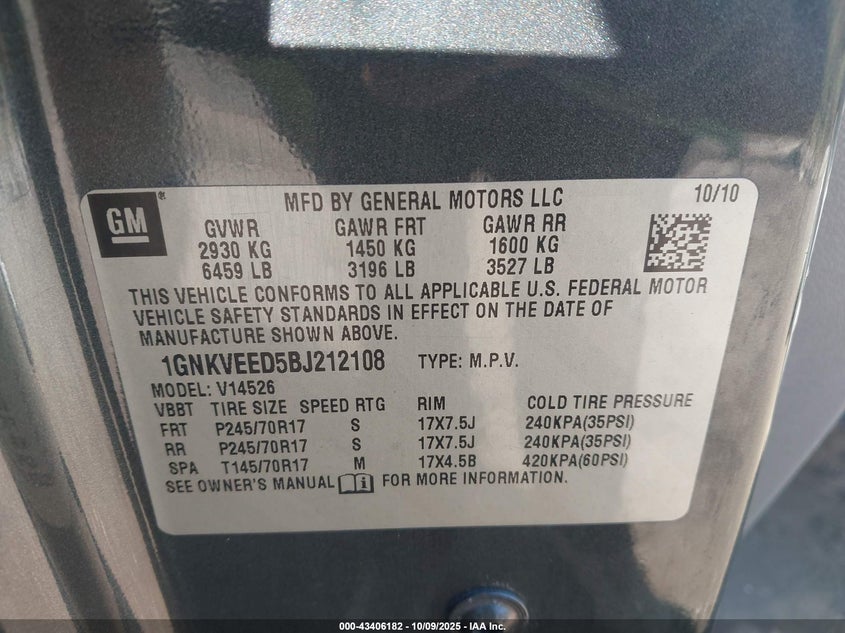 GM ®
MFD BY GENERAL MOTORS LLC 10/10
GVWR GAWR FRT GAWR RR
2930 KG 1450 KG 1600 KG
6459 LB 3196 LB 3527 LB
THIS VEHICLE CONFORMS TO ALL APPLICABLE U.S. FEDERAL MOTOR
VEHICLE SAFETY STANDARDS IN EFFECT ON THE DATE OF
MANUFACTURE SHOWN ABOVE.
1GNKVEED5BJ212108 TYPE: M.P.V.
MODEL: V14526
VBBT TIRE SIZE SPEED RTG RIM COLD TIRE PRESSURE
FRT P245/70R17 S 17X7.5J 240KPA(35PSI)
RR P245/70R17 S 17X7.5J 240KPA(35PSI)
SPA T145/70R17 M 17X4.5B 420KPA(60PSI)
SEE OWNER'S MANUAL i FOR MORE INFORMATION.
000-43406182 - 10/09/2025 - IAA Inc.